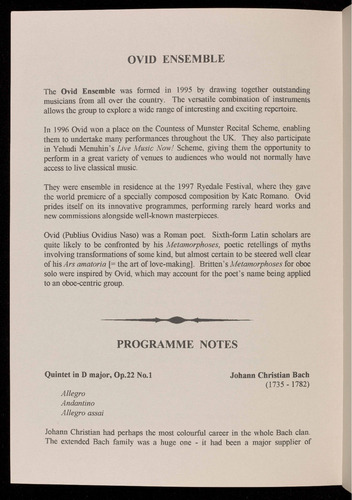 OVID ENSEMBLE
The Ovid Ensemble was formed in 1995 by drawing together outstanding
musicians from all over the country. The versatile combination of instruments
allows the group to explore a wide range of interesting and exciting repertoire.
In 1996 Ovid won a place on the Countess of Munster Recital Scheme, enabling
them to undertake many performances throughout the UK. They also participate
in Yehudi Menuhin's Live Music Now! Scheme, giving them the opportunity to
perform in a great variety of venues to audiences who would not normally have
access to live classical music.
They were ensemble in residence at the 1997 Ryedale Festival, where they gave
the world premiere of a specially composed composition by Kate Romano. Ovid
prides itself on its innovative programmes, performing rarely heard works and
new commissions alongside well-known masterpieces.
Ovid (Publius Ovidius Naso) was a Roman poet. Sixth-form Latin scholars are
quite likely to be confronted by his Metamorphoses, poetic retellings of myths
involving transformations of some kind, but almost certain to be steered well clear
of his Ars amatoria [= the art of love-making]. Britten's Metamorphoses for oboe
solo were inspired by Ovid, which may account for the poet's name being applied
to an oboe-centric group.
PROGRAMME NOTES
Quintet in D major, Op.22 No.1 Johann Christian Bach
(1735 - 1782)
Allegro
Andantino
Allegro assai
Johann Christian had perhaps the most colourful career in the whole Bach clan.
The extended Bach family was a huge one - it had been a major supplier of